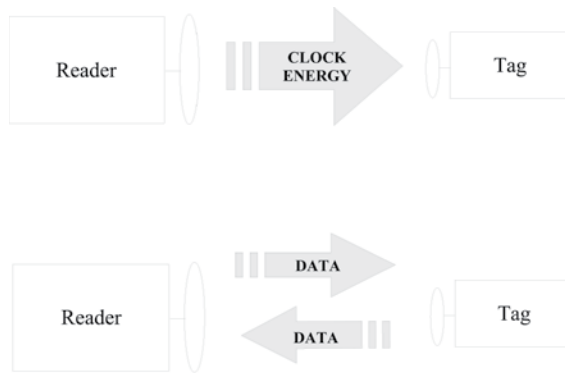 Reader
CLOCK
ENERGY
Tag
DATA
Reader
DATA
Tag